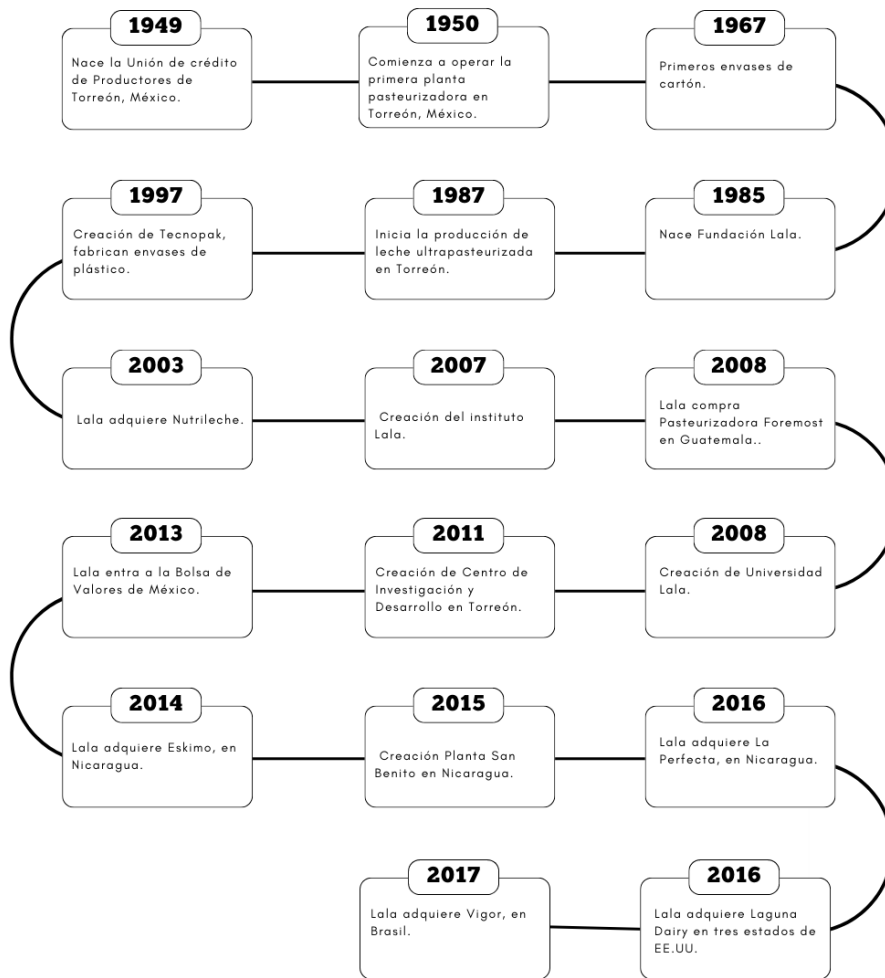 1949
Nace la Unión de crédito
de Productores de
Torreón, México.
1950
Comienza a operar la
primera planta
pasteurizadora en
Torreón, México.
1967
Primeros envases de
cartón.
1985
Nace Fundación Lala.
1987
Inicia la producción de
leche ultrapasteurizada
en Torreón.
1997
Creación de Tecnopak,
fabrican envases de
plástico.
2003
Lala adquiere Nutrileche.
2007
Creación del instituto
Lala.
2008
Lala compra
Pasteurizadora Foremost
en Guatemala..
2008
Creación de Universidad
Lala.
2011
Creación de Centro de
Investigación y
Desarrollo en Torreón.
2013
Lala entra a la Bolsa de
Valores de México.
2014
Lala adquiere Eskimo, en
Nicaragua.
2015
Creación Planta San
Benito en Nicaragua.
2016
Lala adquiere La
Perfecta, en Nicaragua.
2016
Lala adquiere Laguna
Dairy en tres estados de
EE.UU.
2017
Lala adquiere Vigor, en
Brasil.